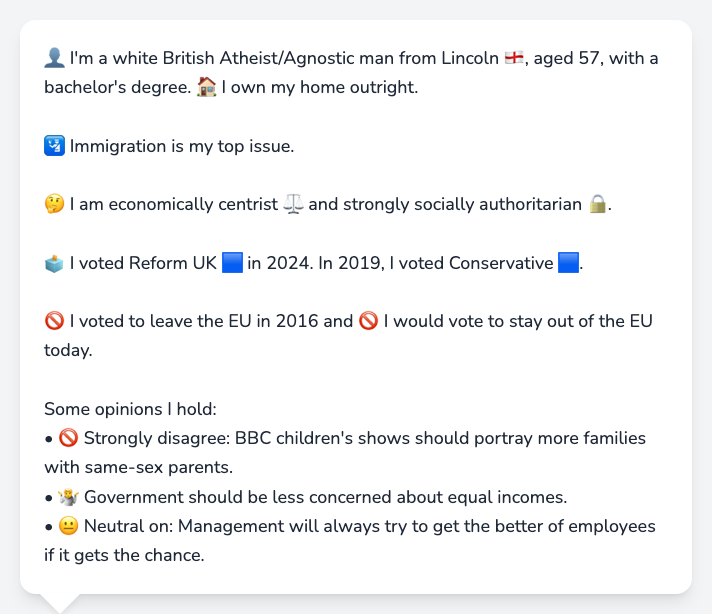 👤 I'm a white British Atheist/Agnostic man from Lincoln 🏴󠁧󠁢󠁥󠁮󠁧󠁿, aged 57, with a
bachelor's degree. 🏠 I own my home outright.
🛂 Immigration is my top issue.
🤔 I am economically centrist ⚖️ and strongly socially authoritarian 🔒.
🗳️ I voted Reform UK 🟦 in 2024. In 2019, I voted Conservative 🟦.
🚫 I voted to leave the EU in 2016 and 🚫 I would vote to stay out of the EU
today.
Some opinions I hold:
• 🚫 Strongly disagree: BBC children's shows should portray more families
with same-sex parents.
• 🤷 Government should be less concerned about equal incomes.
• 😐 Neutral on: Management will always try to get the better of employees
if it gets the chance.